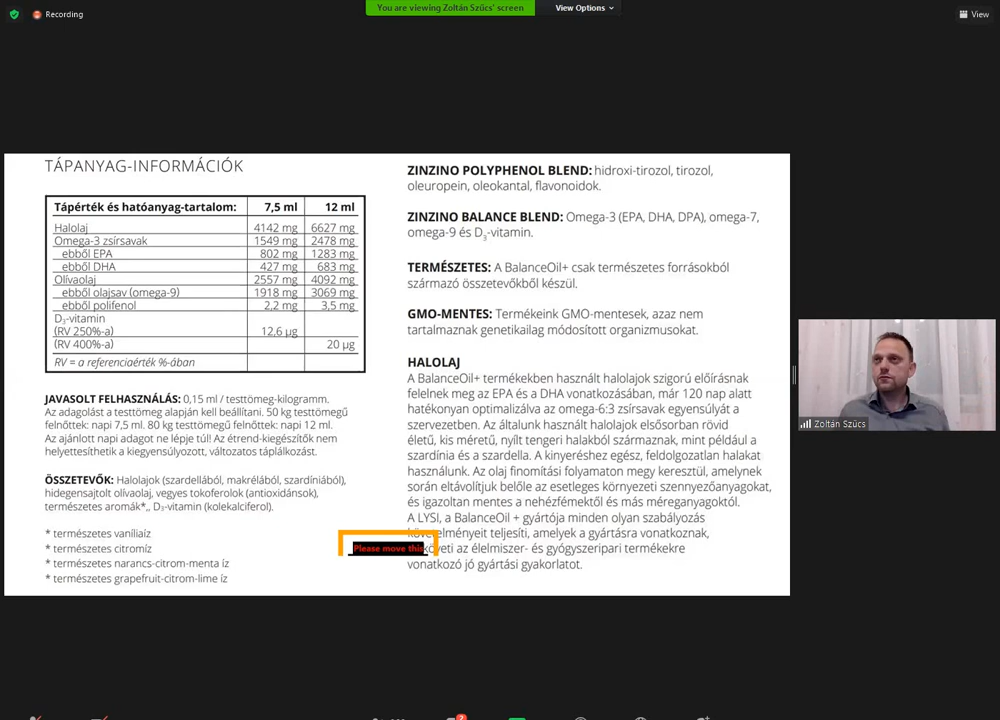 Recording
You are viewing Zoltán Szűcs' screen
View Options
View
TÁPANYAG-INFORMÁCIÓK
Tápérték és hatóanyag-tartalom: 7,5 ml 12 ml
Halolaj 4142 mg 6627 mg
Omega-3 zsírsavak 1549 mg 2478 mg
ebből EPA 802 mg 1283 mg
ebből DHA 427 mg 683 mg
Olívaolaj 2557 mg 4092 mg
ebből olajsav (omega-9) 1918 mg 3069 mg
ebből polifenol 2,2 mg 3,5 mg
D₃-vitamin
(RV 250%-a) 12,6 µg
(RV 400%-a) 20 µg
RV = a referenciaérték %-ában
JAVASOLT FELHASZNÁLÁS: 0,15 ml / testtömeg-kilogramm.
Az adagolást a testtömeg alapján kell beállítani. 50 kg testtömegű
felnőttek: napi 7,5 ml. 80 kg testtömegű felnőttek: napi 12 ml.
Az ajánlott napi adagot ne lépje túl! Az étrend-kiegészítők nem
helyettesíthetik a kiegyensúlyozott, változatos táplálkozást.
ÖSSZETEVŐK: Halolajok (szardellából, makrélából, szardíniából),
hidegensajtolt olívaolaj, vegyes tokoferolok (antioxidánsok),
természetes aromák*,, D₃-vitamin (kolekalciferol).
* természetes vaníliaíz
* természetes citromíz
* természetes narancs-citrom-menta íz
* természetes grapefruit-citrom-lime íz
ZINZINO POLYPHENOL BLEND: hidroxi-tirozol, tirozol,
oleuropein, oleokantal, flavonoidok.
ZINZINO BALANCE BLEND: Omega-3 (EPA, DHA, DPA), omega-7,
omega-9 és D₃-vitamin.
TERMÉSZETES: A BalanceOil+ csak természetes forrásokból
származó összetevőkből készül.
GMO-MENTES: Termékeink GMO-mentesek, azaz nem
tartalmaznak genetikailag módosított organizmusokat.
HALOLAJ
A BalanceOil+ termékekben használt halolajok szigorú előírásnak
felelnek meg az EPA és a DHA vonatkozásában, már 120 nap alatt
hatékonyan optimalizálva az omega-6:3 zsírsavak egyensúlyát a
szervezetben. Az általunk használt halolajok elsősorban rövid
életű, kis méretű, nyílt tengeri halakból származnak, mint például a
szardínia és a szardella. A kinyeréshez egész, feldolgozatlan halakat
használunk. Az olaj finomítási folyamaton megy keresztül, amelynek
során eltávolítjuk belőle az esetleges környezeti szennyezőanyagokat,
és igazoltan mentes a nehézfémektől és más méreganyagoktól.
A LYSI, a BalanceOil + gyártója minden olyan szabályozás
követelményeit teljesíti, amelyek a gyártásra vonatkoznak,
követi az élelmiszer- és gyógyszeripari termékekre
vonatkozó jó gyártási gyakorlatot.
Please move this
Zoltán Szűcs
2